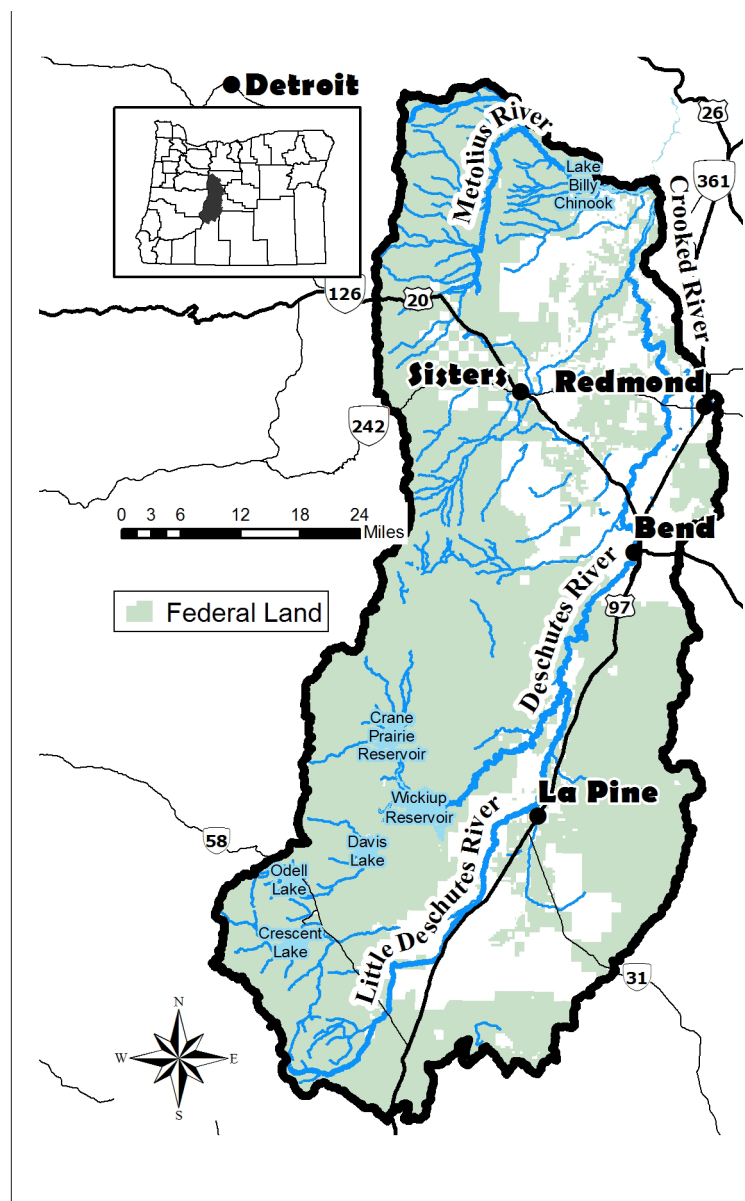 Detroit
26
Metolius River
Lake
Billy
Chinook
361
Crooked River
126
20
Sisters
Redmond
242
0 3 6 12 18 24
Miles
Bend
Federal Land
Deschutes River
97
Crane
Prairie
Reservoir
Wickiup
Reservoir
La Pine
58
Davis
Lake
Odell
Lake
Little Deschutes River
Crescent
Lake
31
N
W E
S